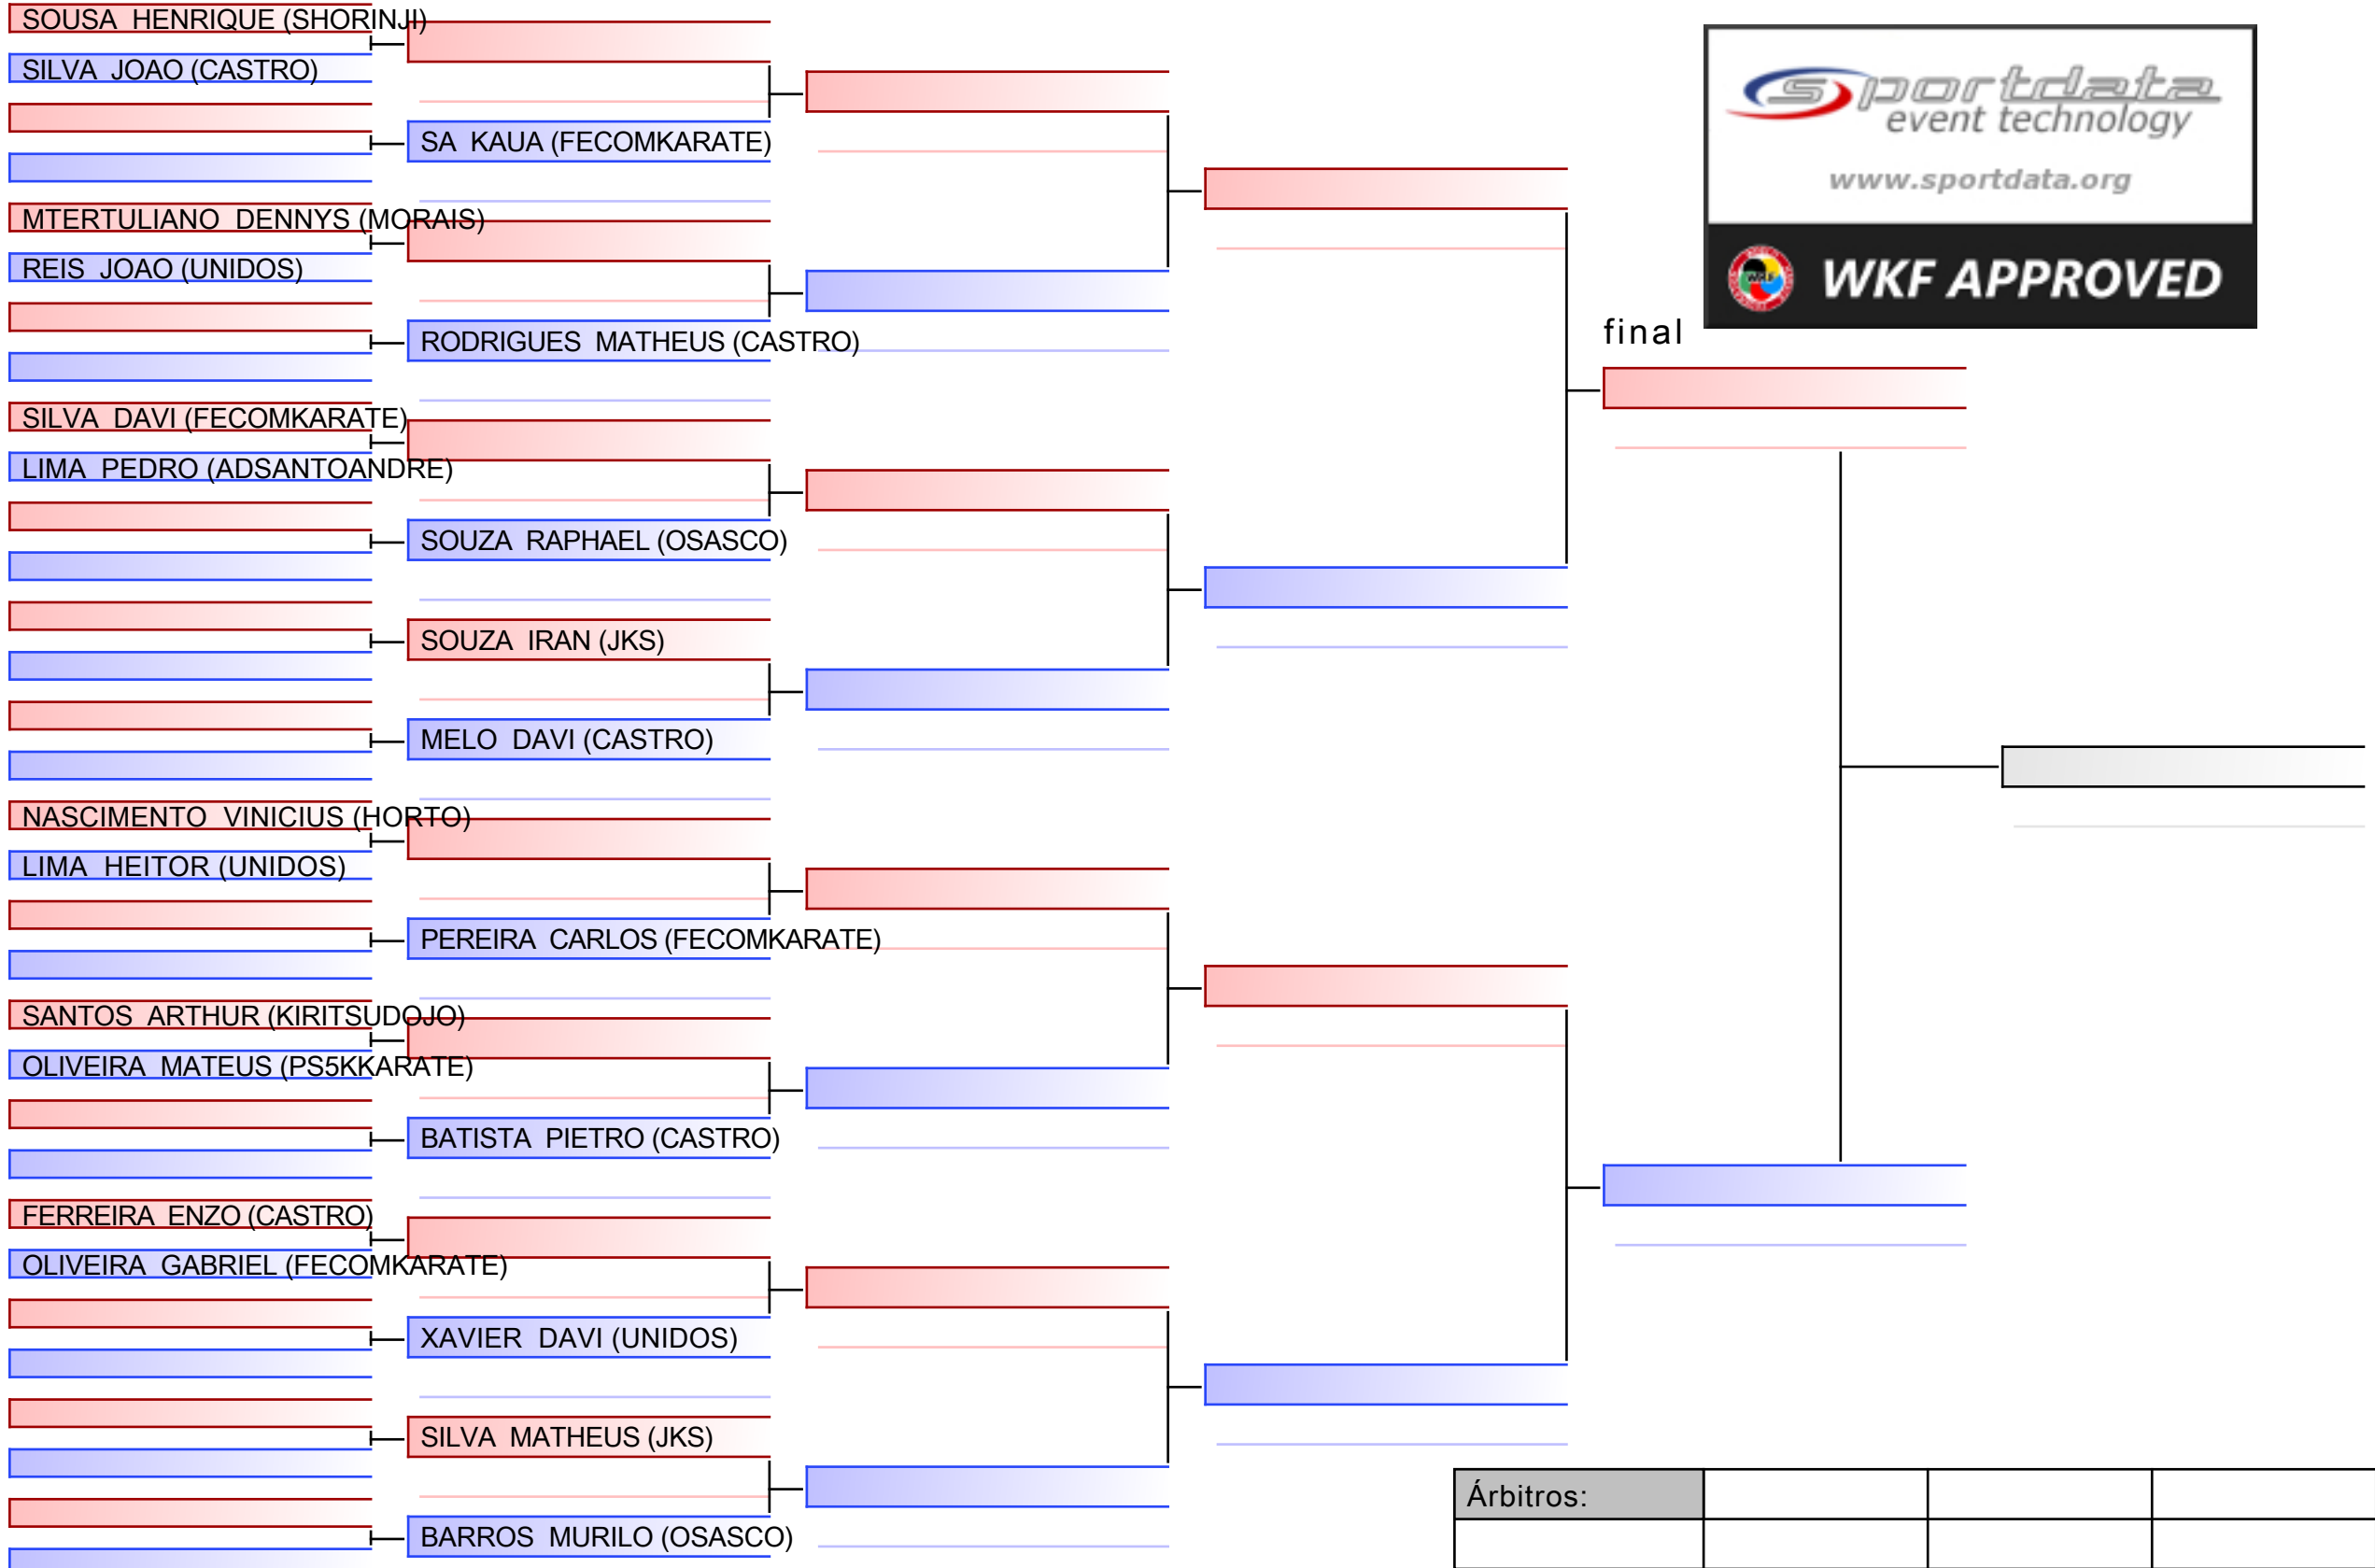 SOUSA HENRIQUE (SHORINJI)
SILVA JOAO (CASTRO)
SA KAUA (FECOMKARATE)
MTERTULIANO DENNYS (MORAIS)
REIS JOAO (UNIDOS)
RODRIGUES MATHEUS (CASTRO)
SILVA DAVI (FECOMKARATE)
LIMA PEDRO (ADSANTOANDRE)
SOUZA RAPHAEL (OSASCO)
SOUZA IRAN (JKS)
MELO DAVI (CASTRO)
NASCIMENTO VINICIUS (HORTO)
LIMA HEITOR (UNIDOS)
PEREIRA CARLOS (FECOMKARATE)
SANTOS ARTHUR (KIRITSUDOJO)
OLIVEIRA MATEUS (PS5KKARATE)
BATISTA PIETRO (CASTRO)
FERREIRA ENZO (CASTRO)
OLIVEIRA GABRIEL (FECOMKARATE)
XAVIER DAVI (UNIDOS)
SILVA MATHEUS (JKS)
BARROS MURILO (OSASCO)
sportdata
event technology
www.sportdata.org
WKF
WKF APPROVED
final
Árbitros: